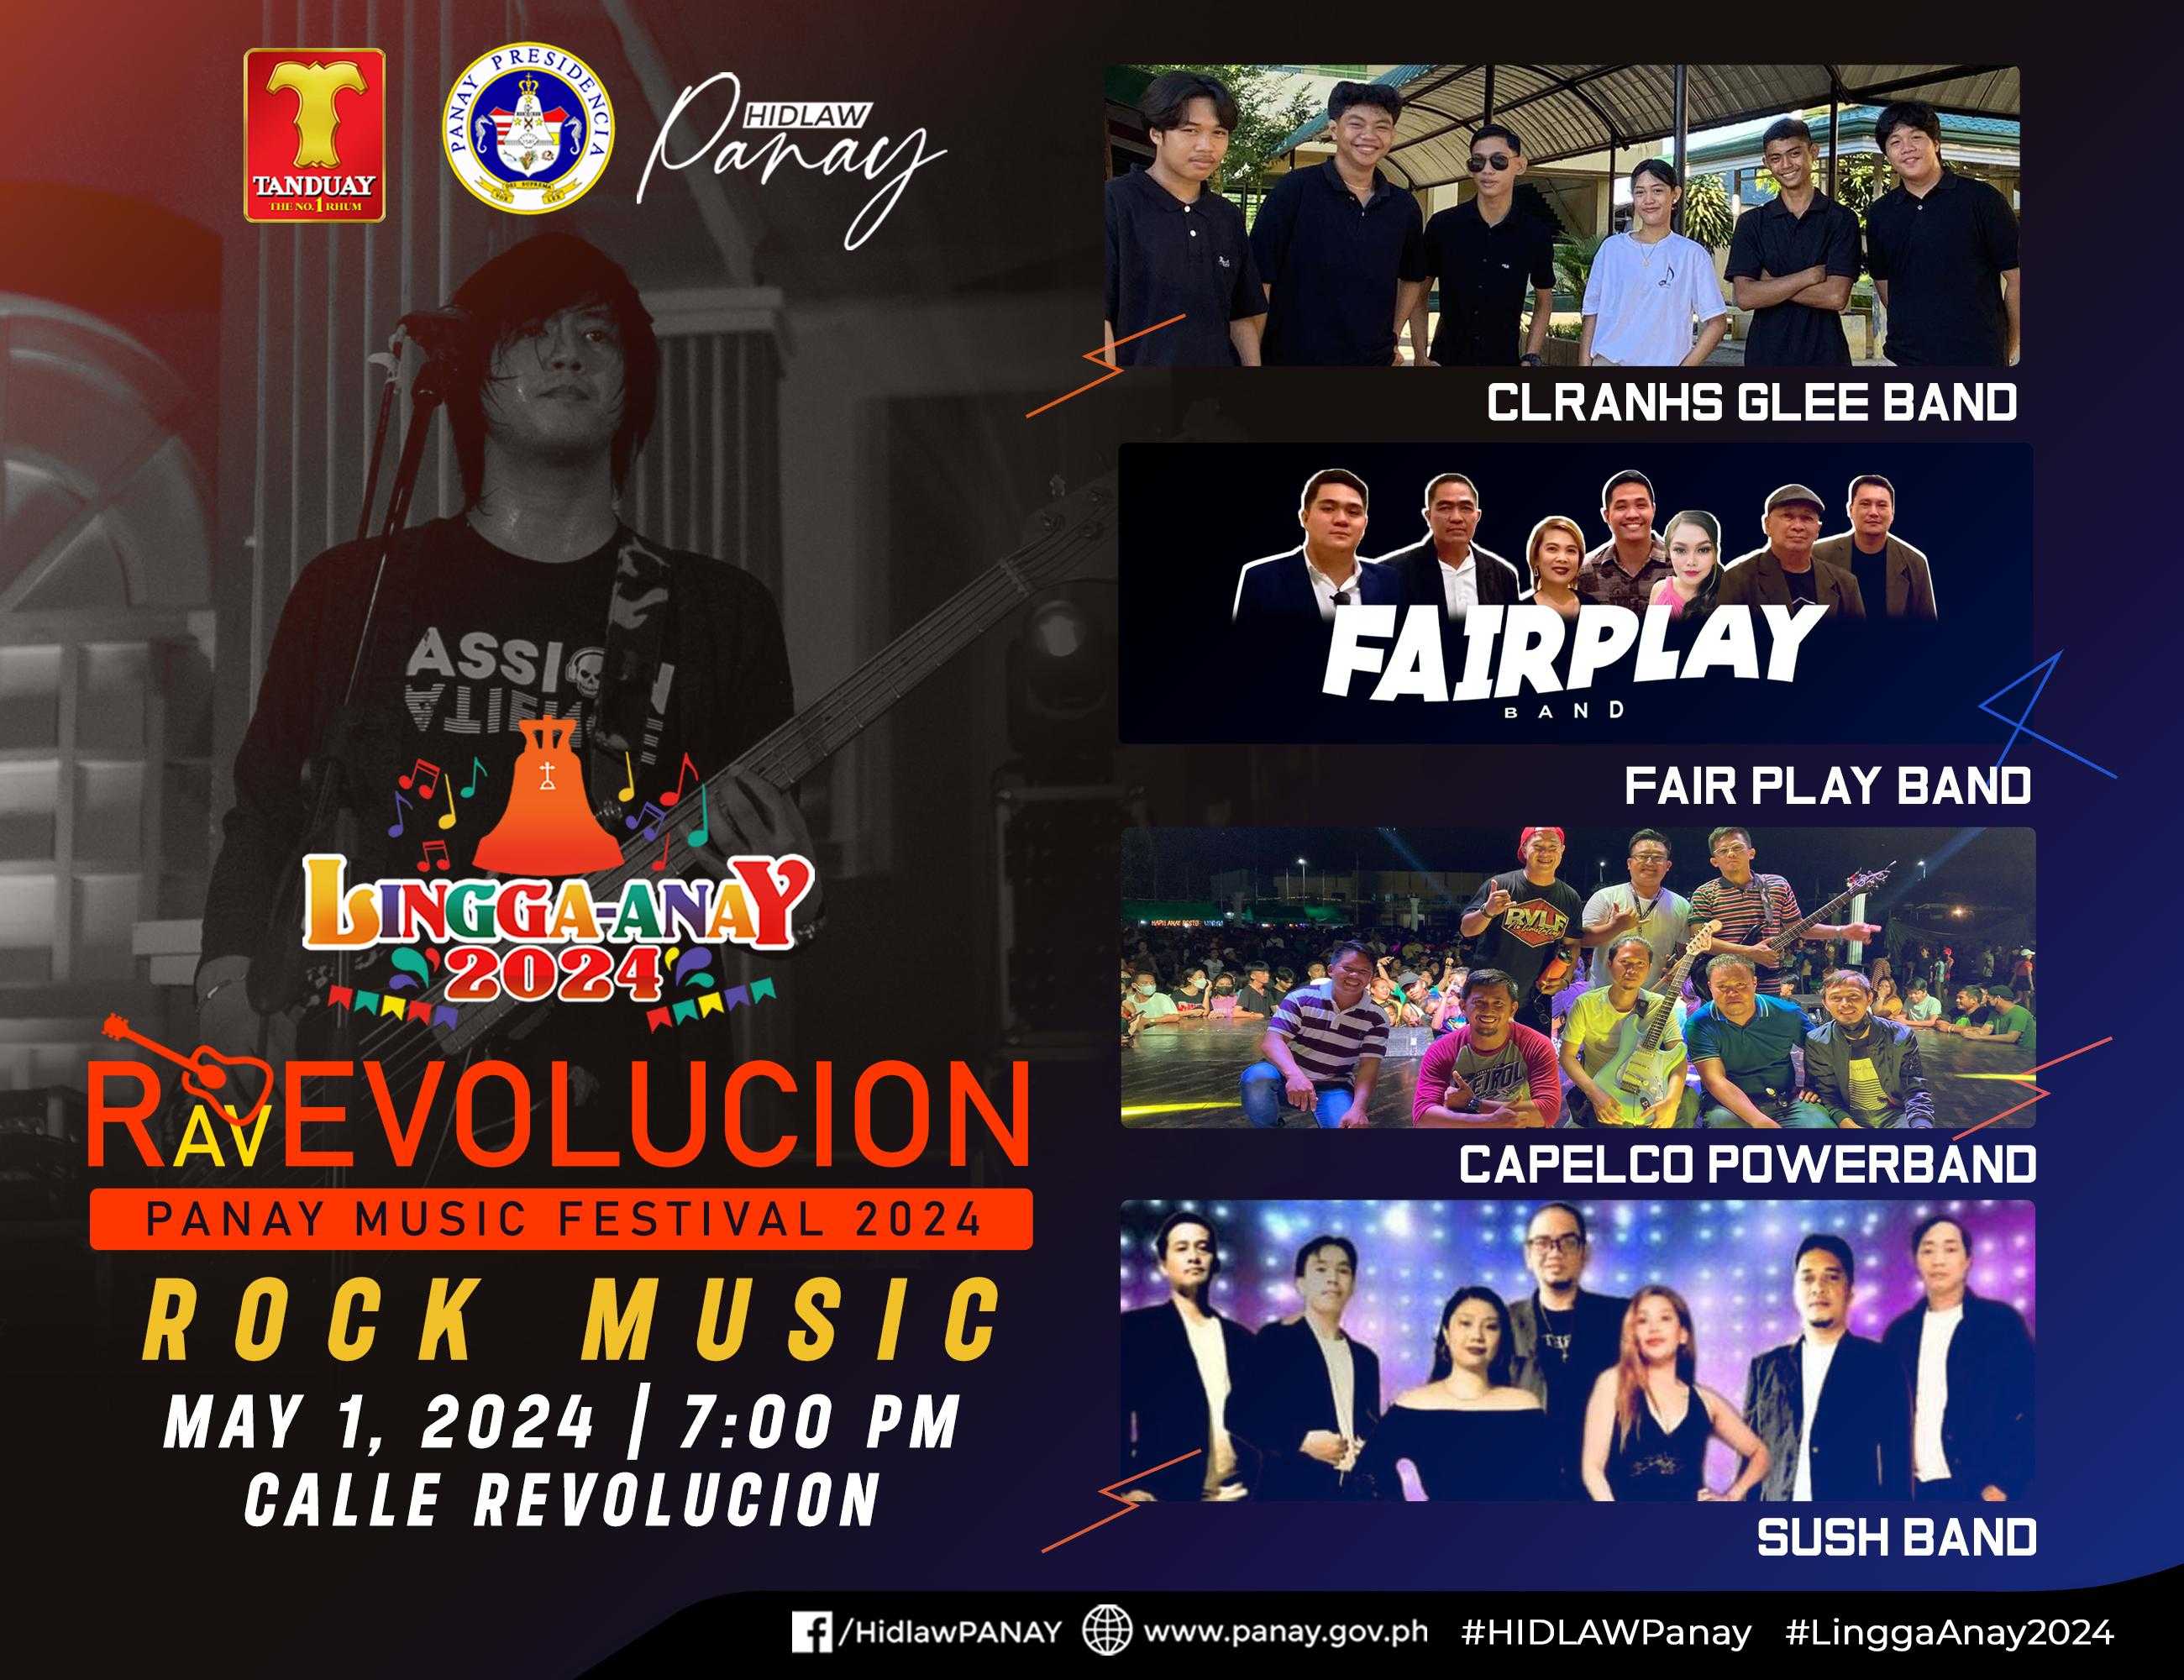 TANDUAY
THE NO. 1 RHUM
PANAY PRESIDENCIA
HIDLAW
Panay
ASSIGN
LINGGA-ANAY
2024
RAVEVOLUCION
PANAY MUSIC FESTIVAL 2024
ROCK MUSIC
MAY 1, 2024 | 7:00 PM
CALLE REVOLUCION
CLRANHS GLEE BAND
FAIRPLAY
BAND
FAIR PLAY BAND
RVLR
CAPELCO POWERBAND
SUSH BAND
/HidlawPANAY www.panay.gov.ph #HIDLAWPanay #LinggaAnay2024